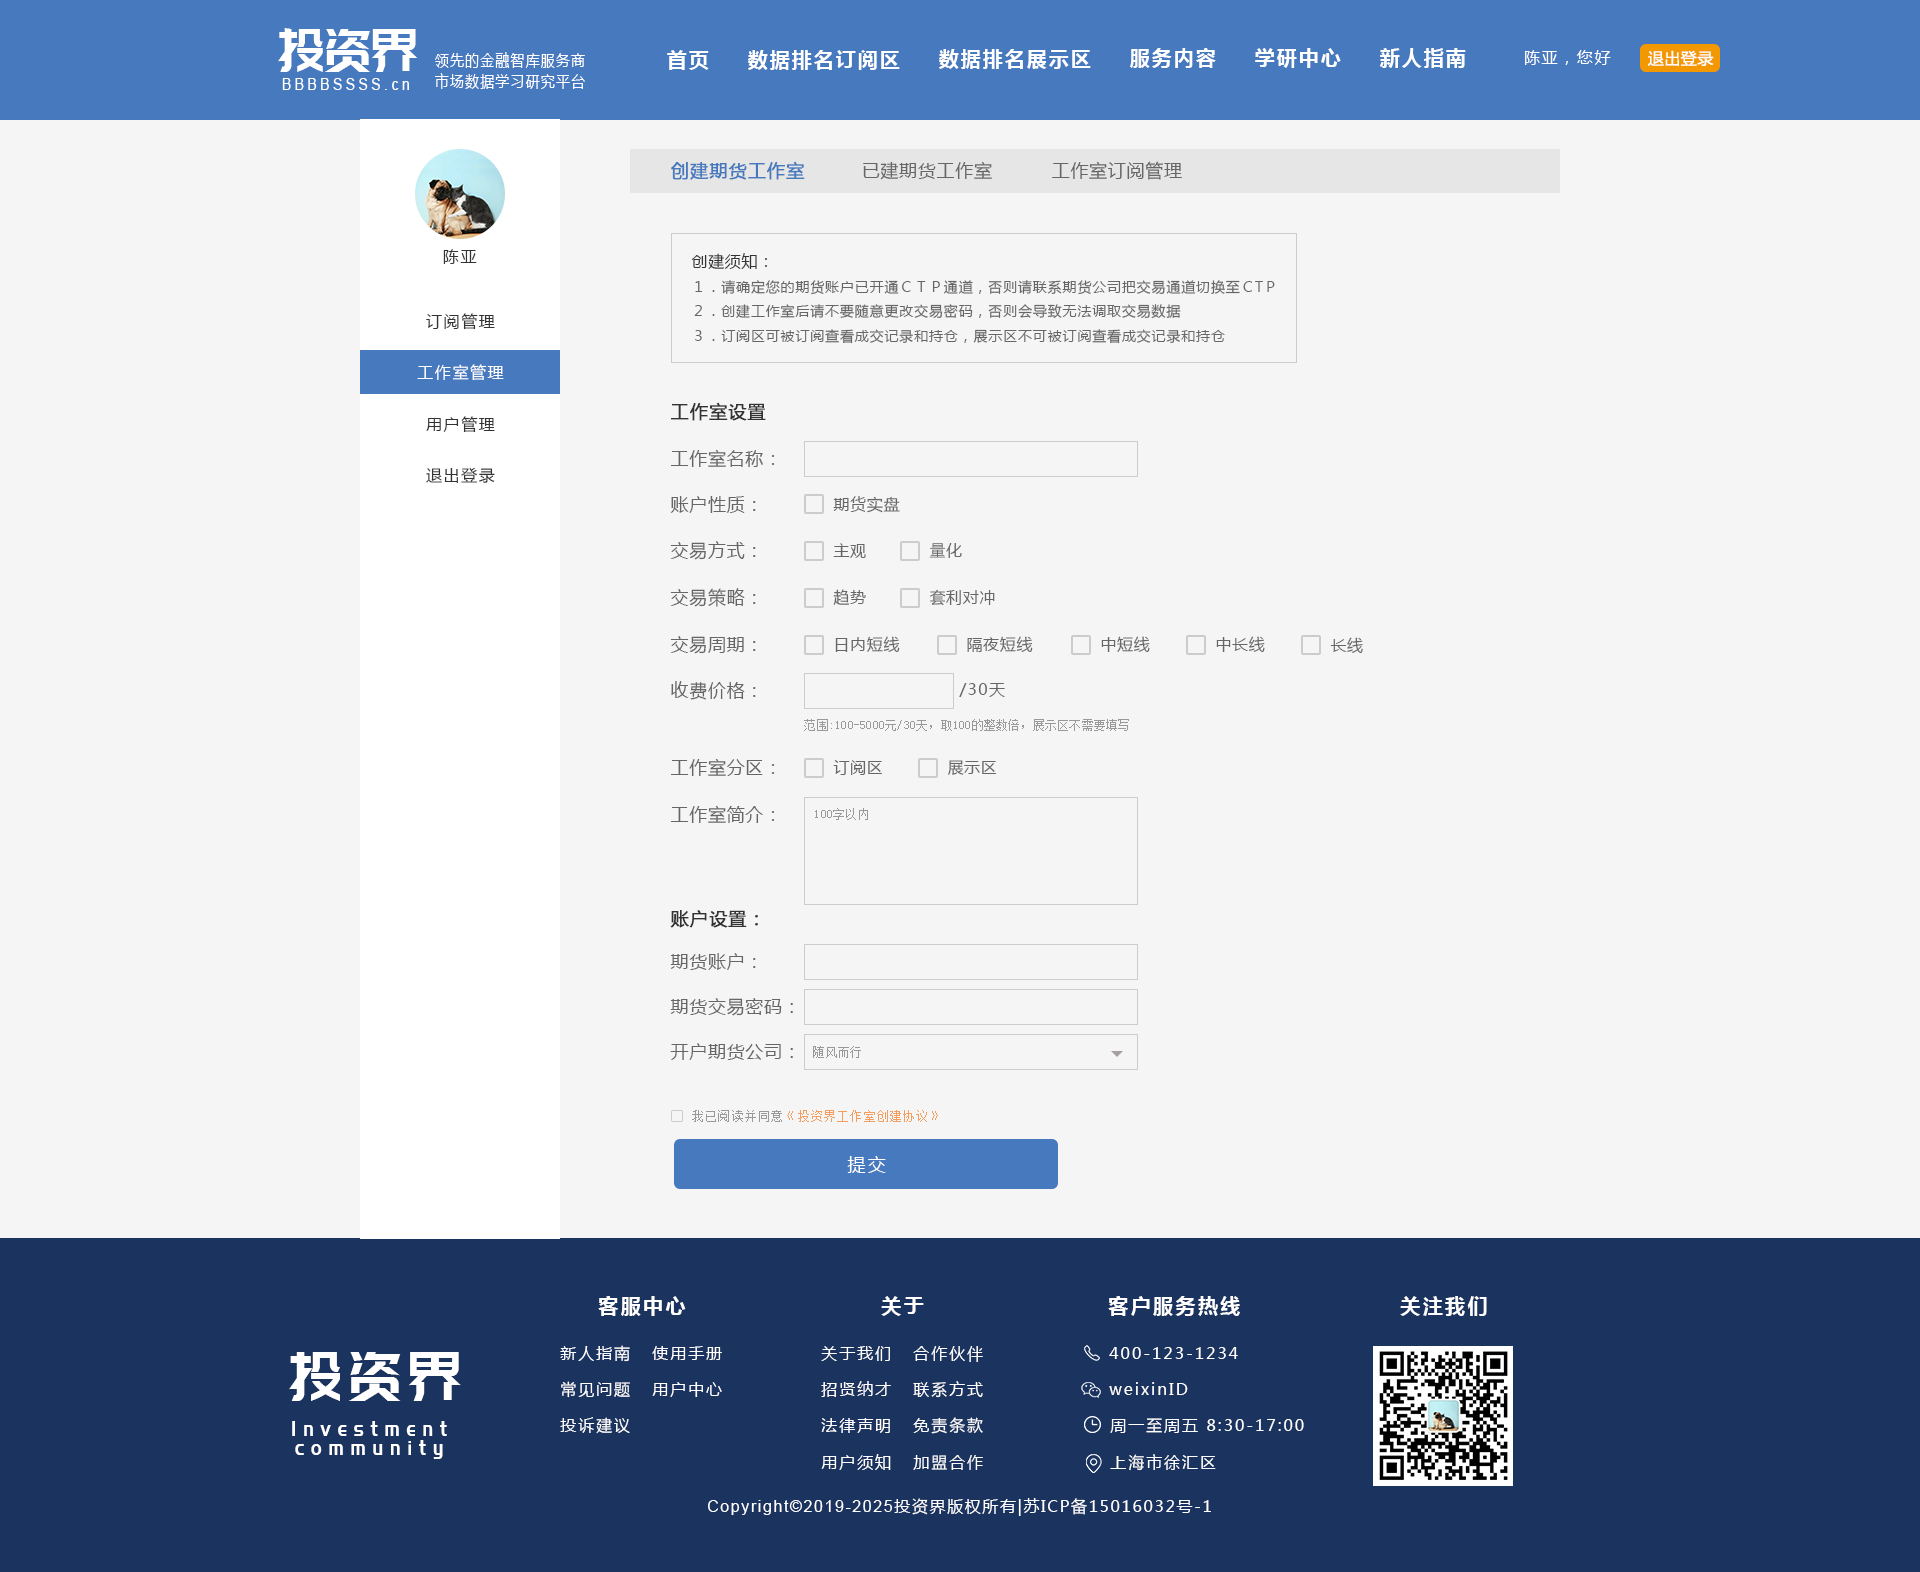 投资界
BBBBSSSS.cn
领先的金融智库服务商
市场数据学习研究平台
首页 数据排名订阅区 数据排名展示区 服务内容 学研中心 新人指南
陈亚，您好 退出登录
陈亚
订阅管理
工作室管理
用户管理
退出登录
创建期货工作室 已建期货工作室 工作室订阅管理
创建须知：
1．请确定您的期货账户已开通CTP通道，否则请联系期货公司把交易通道切换至CTP
2．创建工作室后请不要随意更改交易密码，否则会导致无法调取交易数据
3．订阅区可被订阅查看成交记录和持仓，展示区不可被订阅查看成交记录和持仓
工作室设置
工作室名称：
账户性质： 期货实盘
交易方式： 主观 量化
交易策略： 趋势 套利对冲
交易周期： 日内短线 隔夜短线 中短线 中长线 长线
收费价格： /30天
范围:100-5000元/30天，取100的整数倍，展示区不需要填写
工作室分区： 订阅区 展示区
工作室简介： 100字以内
账户设置：
期货账户：
期货交易密码：
开户期货公司： 随风而行
我已阅读并同意《投资界工作室创建协议》
提交
投资界
Investment
community
客服中心 关于 客户服务热线 关注我们
新人指南 使用手册 关于我们 合作伙伴 400-123-1234
常见问题 用户中心 招贤纳才 联系方式 weixinID
投诉建议 法律声明 免责条款 周一至周五 8:30-17:00
用户须知 加盟合作 上海市徐汇区
Copyright©2019-2025投资界版权所有|苏ICP备15016032号-1